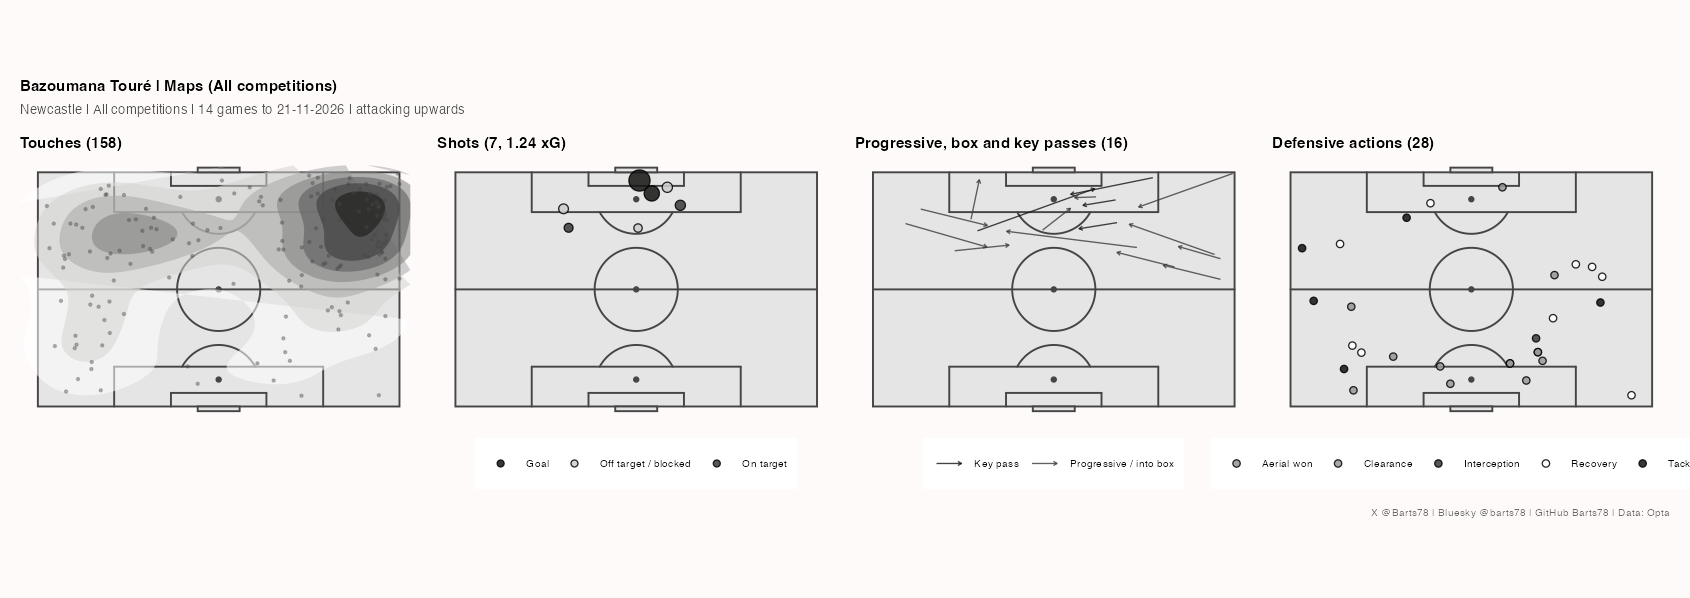 Bazoumana Touré | Maps (All competitions)
Newcastle | All competitions | 14 games to 21-11-2026 | attacking upwards
Touches (158)
Shots (7, 1.24 xG)
Progressive, box and key passes (16)
Defensive actions (28)
Goal
Off target / blocked
On target
Key pass
Progressive / into box
Aerial won
Clearance
Interception
Recovery
Tack
X @Barts78 | Bluesky @barts78 | GitHub Barts78 | Data: Opta